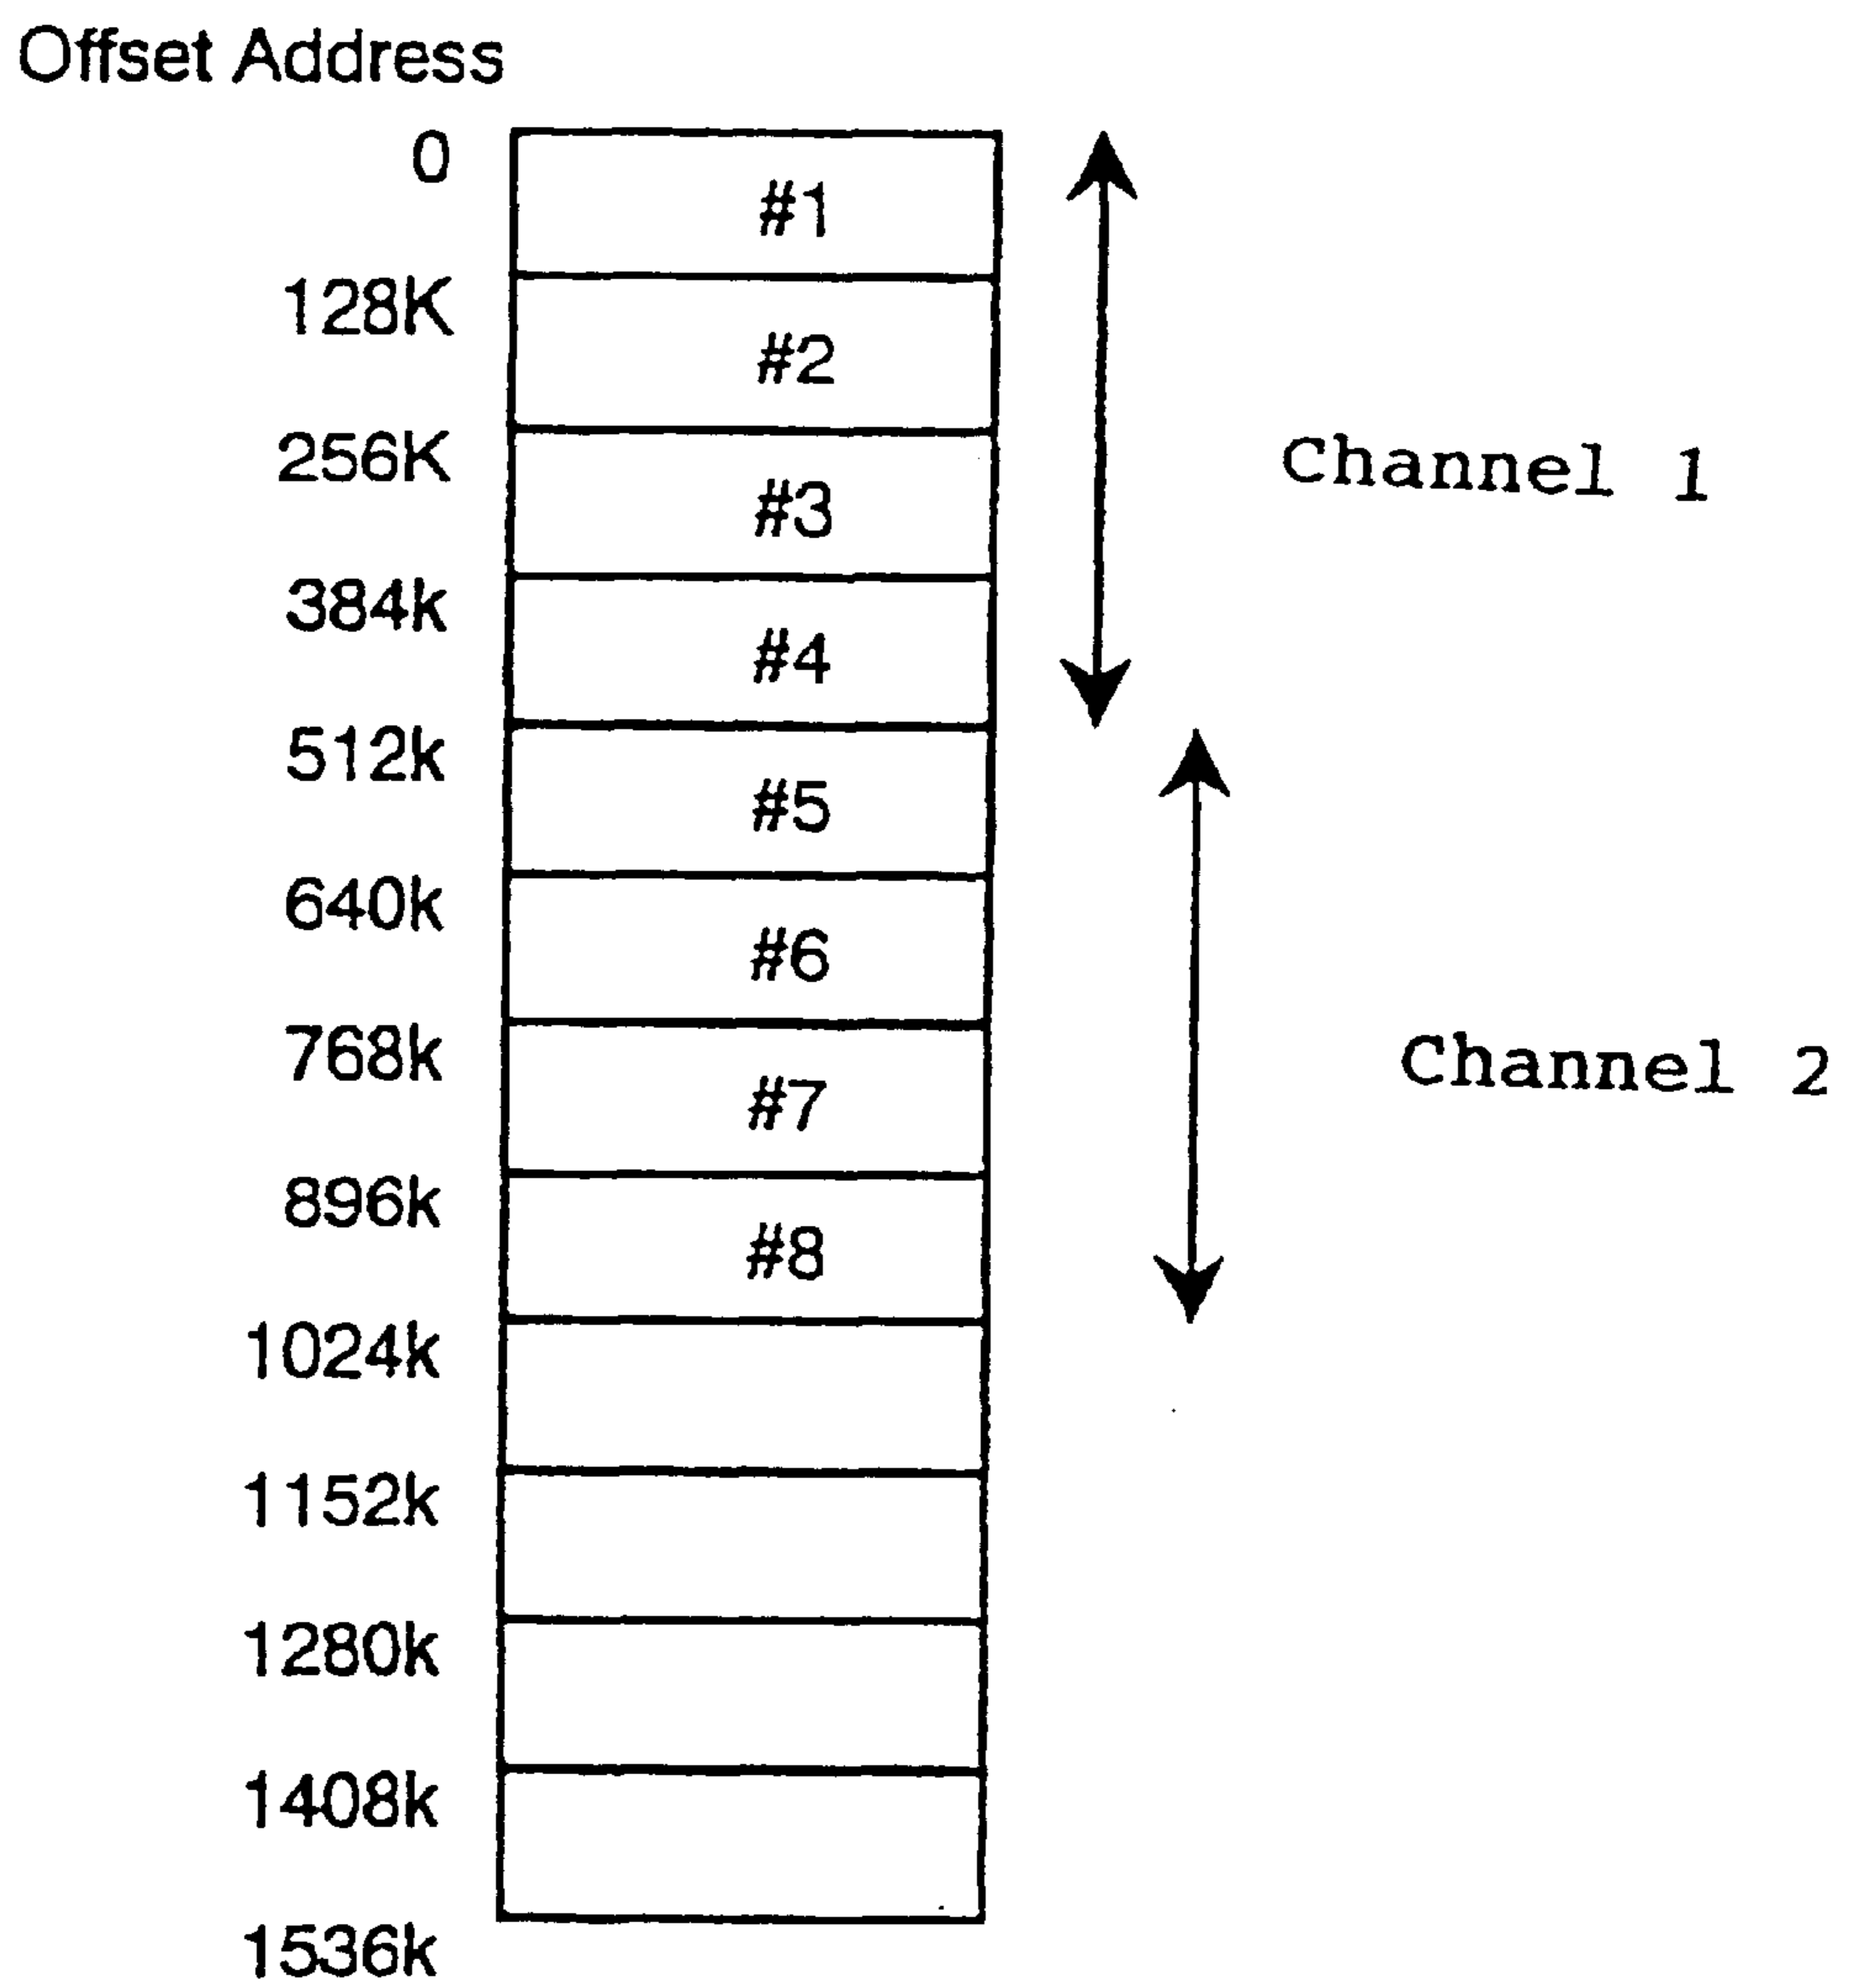 Offset Address
0
#1
128K
#2
256K
Channel 1
#3
384k
#4
512k
#5
640k
#6
768k
Channel 2
#7
896k
#8
1024k
1152k
1280k
1408k
1536k